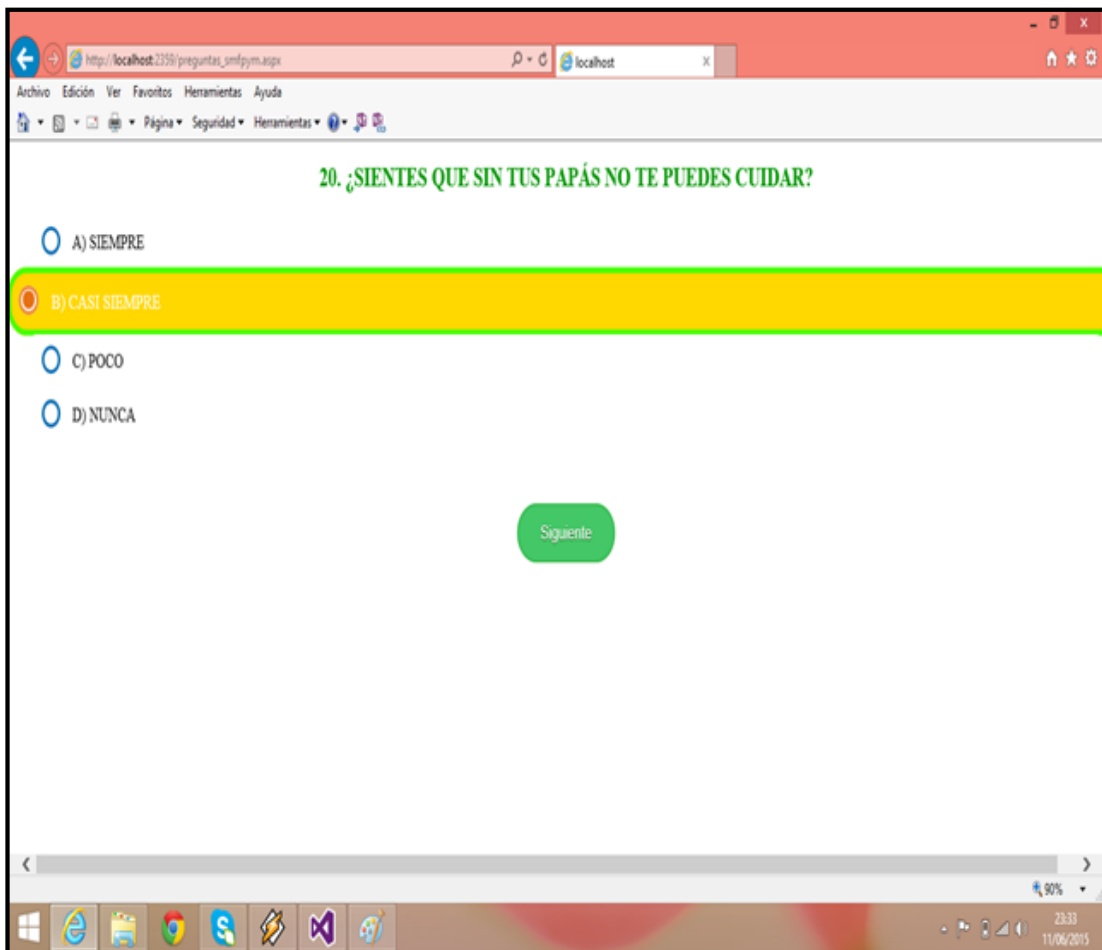 http://localhost:2359/preguntas_smfpym.aspx
localhost
Archivo Edición Ver Favoritos Herramientas Ayuda
Página Seguridad Herramientas
20. ¿SIENTES QUE SIN TUS PAPÁS NO TE PUEDES CUIDAR?
A) SIEMPRE
B) CASI SIEMPRE
C) POCO
D) NUNCA
Siguiente
90%
23:33
11/06/2015